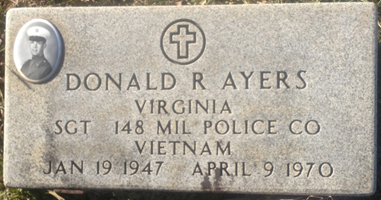 DONALD R AYERS
VIRGINIA
SGT 148 MIL POLICE CO
VIETNAM
JAN 19 1947 APRIL 9 1970